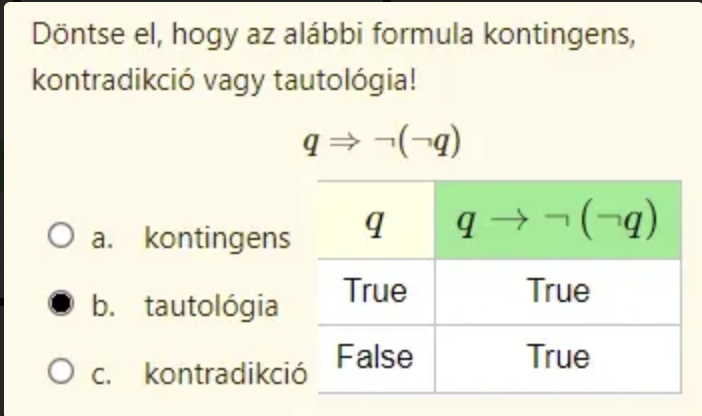 Döntse el, hogy az alábbi formula kontingens,
kontradikció vagy tautológia!
q ⇒ ¬(¬q)
a. kontingens
b. tautológia
c. kontradikció
q q → ¬ (¬q)
True True
False True